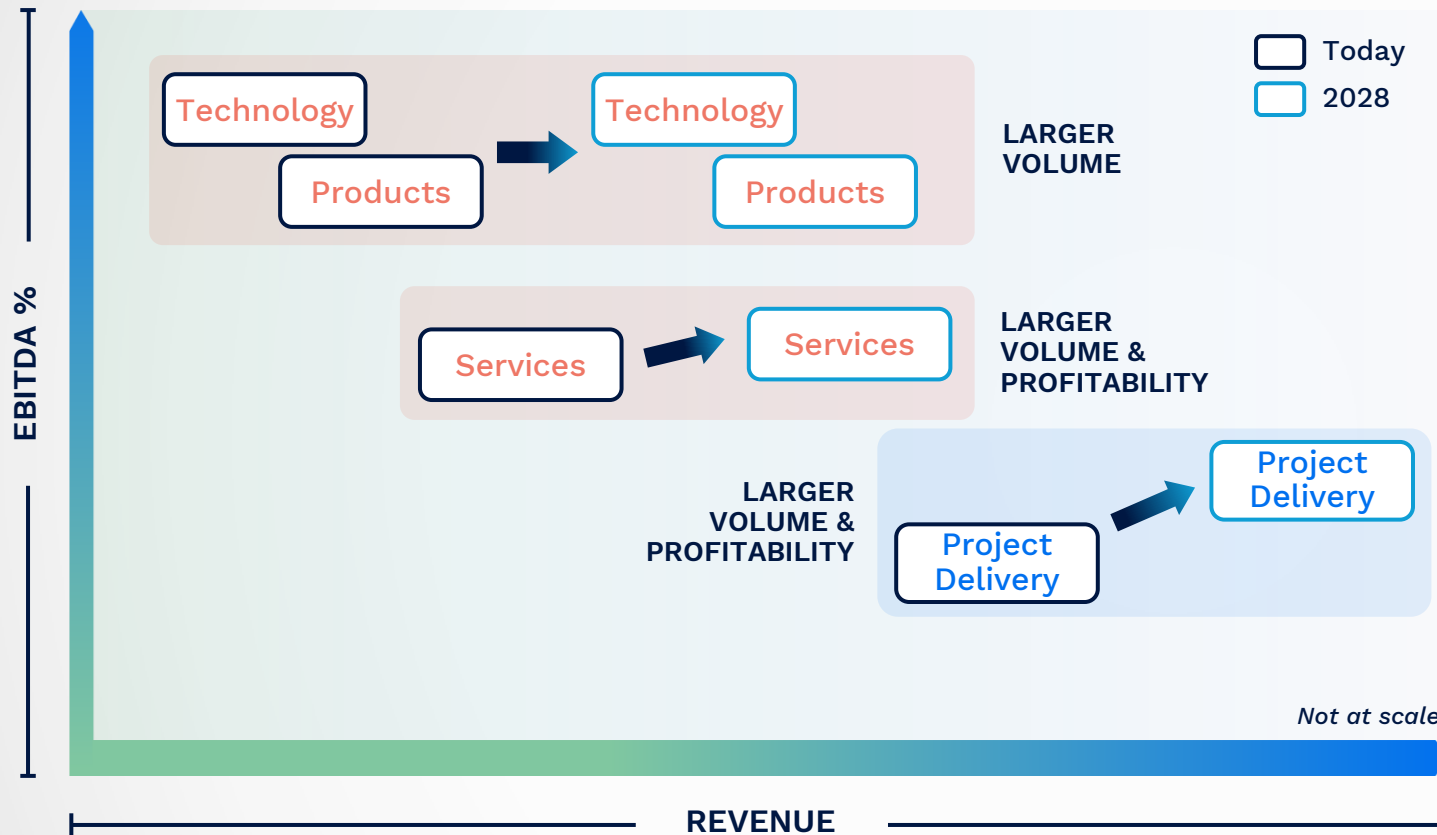 Today
2028
Technology
Technology
Products
Products
LARGER
VOLUME
EBITDA %
Services
Services
LARGER
VOLUME &
PROFITABILITY
LARGER
VOLUME &
PROFITABILITY
Project
Delivery
Project
Delivery
Not at scale
REVENUE